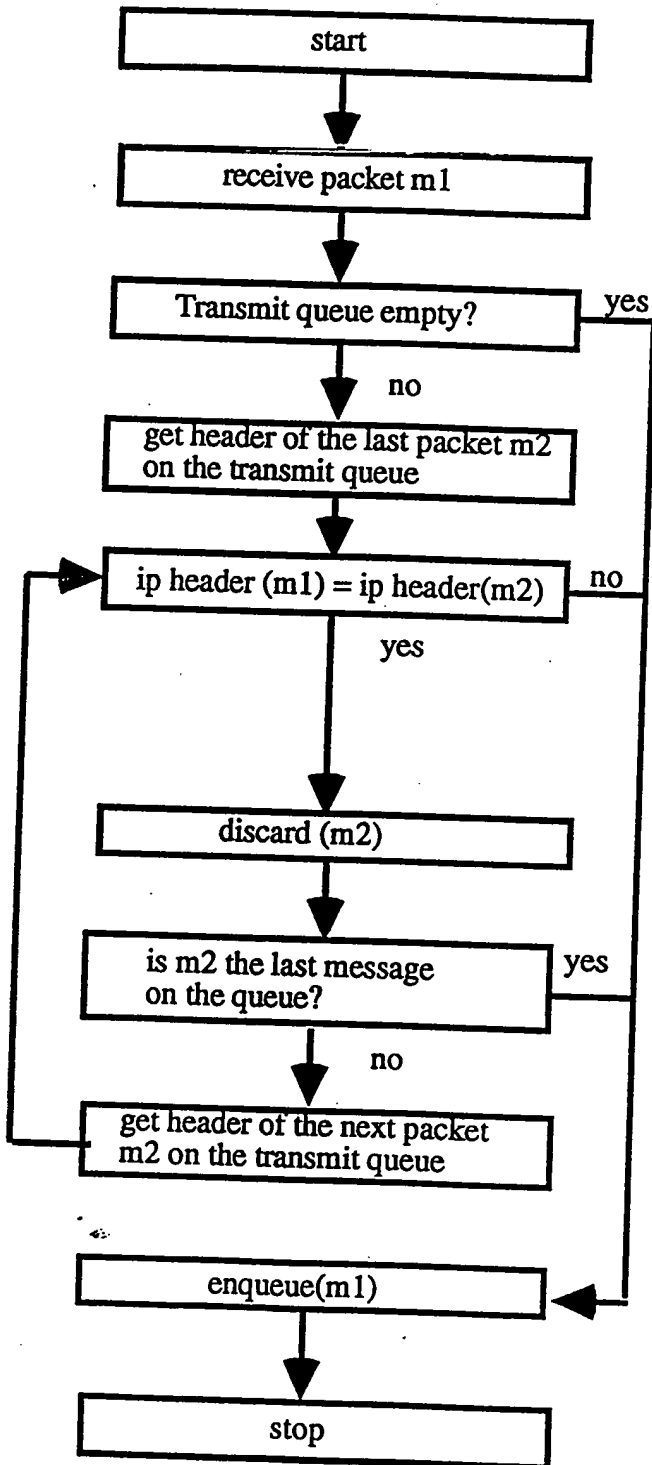 start
receive packet m1
Transmit queue empty?
yes
no
get header of the last packet m2
on the transmit queue
ip header (m1) = ip header(m2)
no
yes
discard (m2)
is m2 the last message
on the queue?
yes
no
get header of the next packet
m2 on the transmit queue
enqueue(m1)
stop